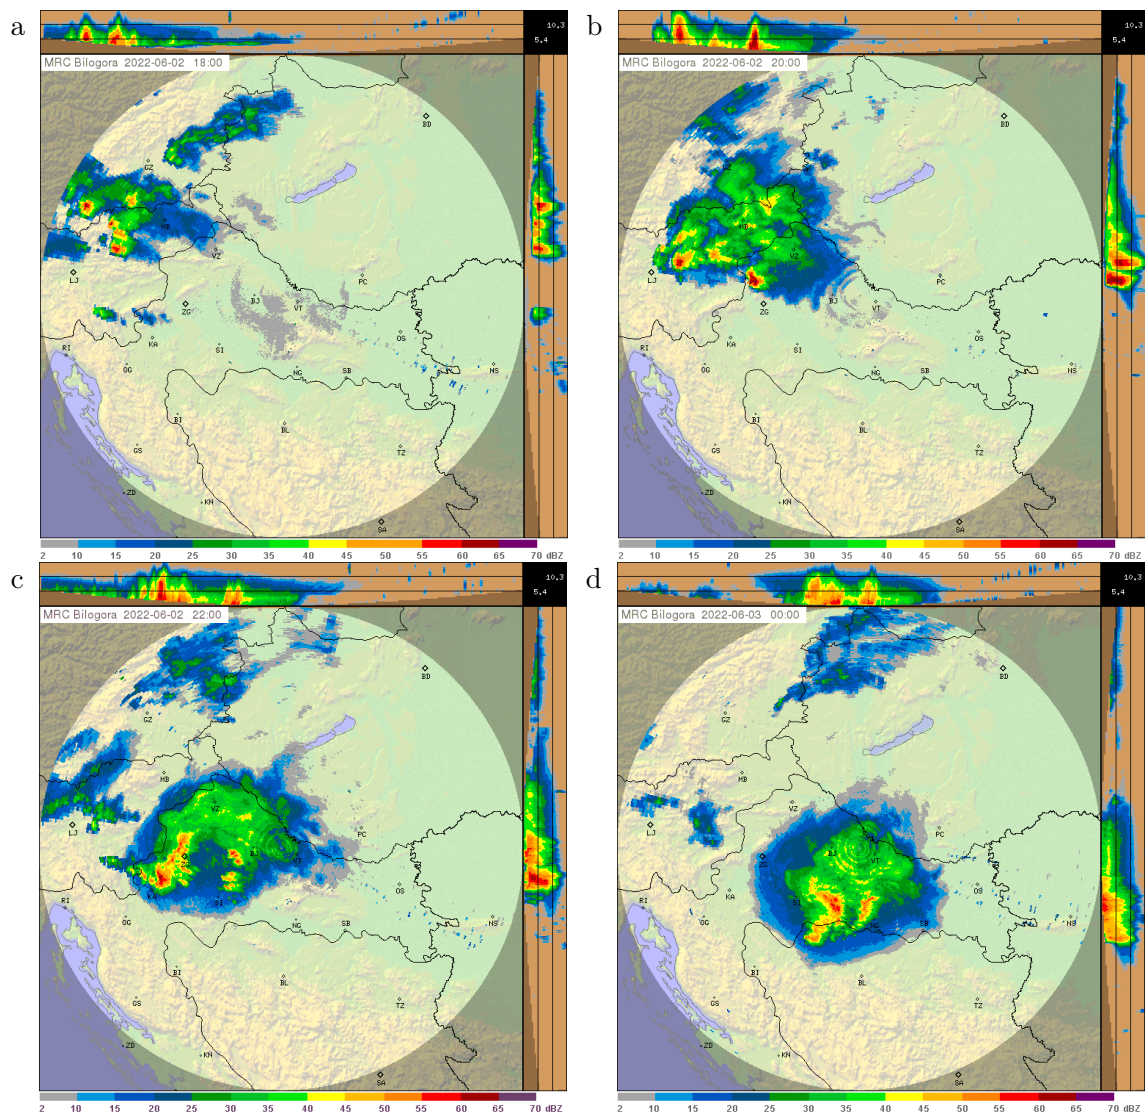 a
10.3
5.4
MRC Bilogora 2022-06-02 18:00
BD
GZ
MB
VZ
LJ
PC
BJ
VT
ZG
OS
KA
SI
RI
OG
NG
SB
NS
BI
BL
GS
TZ
ZD
KN
SA
2 10 15 20 25 30 35 40 45 50 55 60 65 70 dBZ
b
10.3
5.4
MRC Bilogora 2022-06-02 20:00
BD
GZ
MB
VZ
LJ
PC
BJ
VT
ZG
OS
KA
SI
RI
OG
NG
SB
NS
BI
BL
GS
TZ
ZD
KN
SA
2 10 15 20 25 30 35 40 45 50 55 60 65 70 dBZ
c
10.3
5.4
MRC Bilogora 2022-06-02 22:00
BD
GZ
MB
VZ
LJ
PC
BJ
VT
ZG
OS
KA
SI
RI
OG
NG
SB
NS
BI
BL
GS
TZ
ZD
KN
SA
2 10 15 20 25 30 35 40 45 50 55 60 65 70 dBZ
d
10.3
5.4
MRC Bilogora 2022-06-03 00:00
BD
GZ
MB
VZ
LJ
PC
BJ
VT
ZG
OS
KA
SI
RI
OG
NG
SB
NS
BI
BL
GS
TZ
ZD
KN
SA
2 10 15 20 25 30 35 40 45 50 55 60 65 70 dBZ